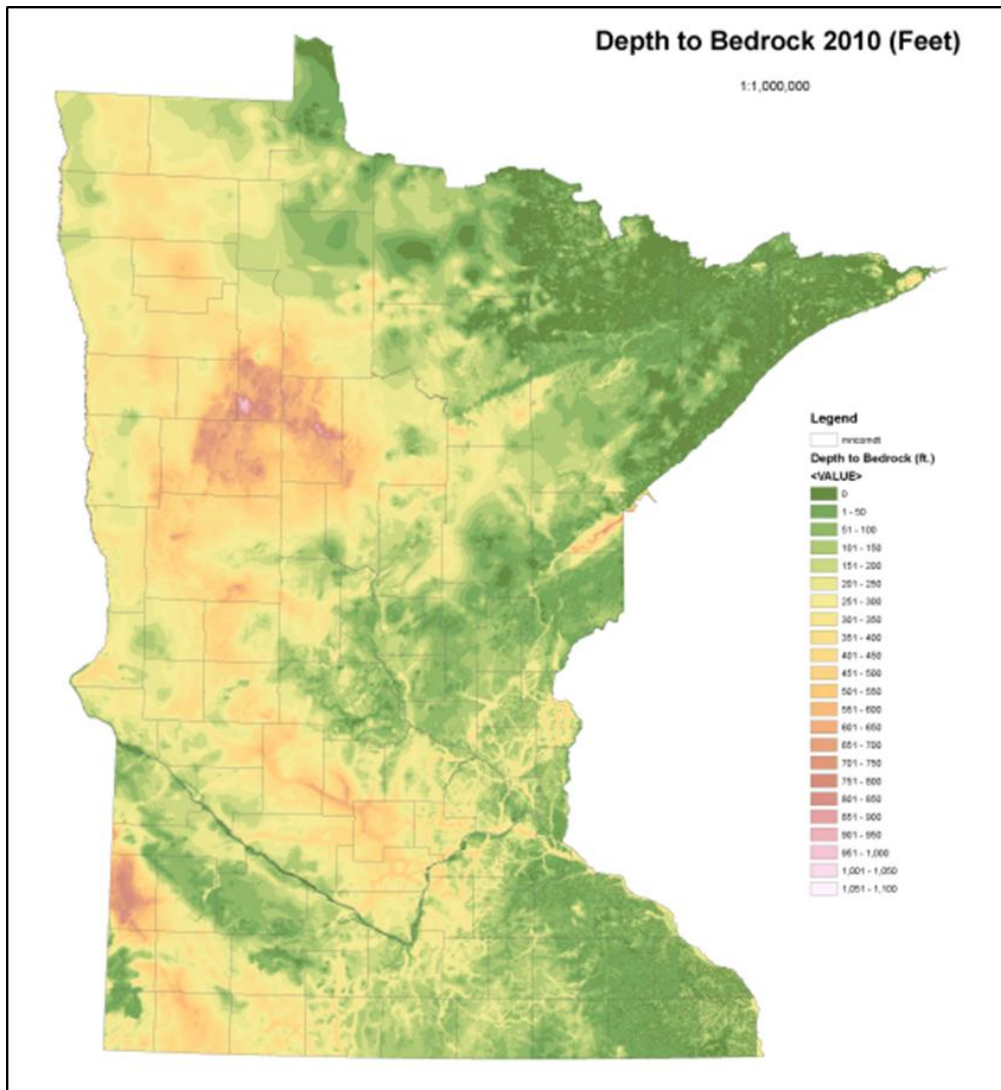 Depth to Bedrock 2010 (Feet)
1:1,000,000
Legend
Depth to Bedrock (ft.)
<VALUE>
0
1 - 50
51 - 100
101 - 150
151 - 200
201 - 250
251 - 300
301 - 350
351 - 400
401 - 450
451 - 500
501 - 550
551 - 600
601 - 650
651 - 700
701 - 750
751 - 800
801 - 850
851 - 900
901 - 950
951 - 1,000
1,001 - 1,050
1,051 - 1,100